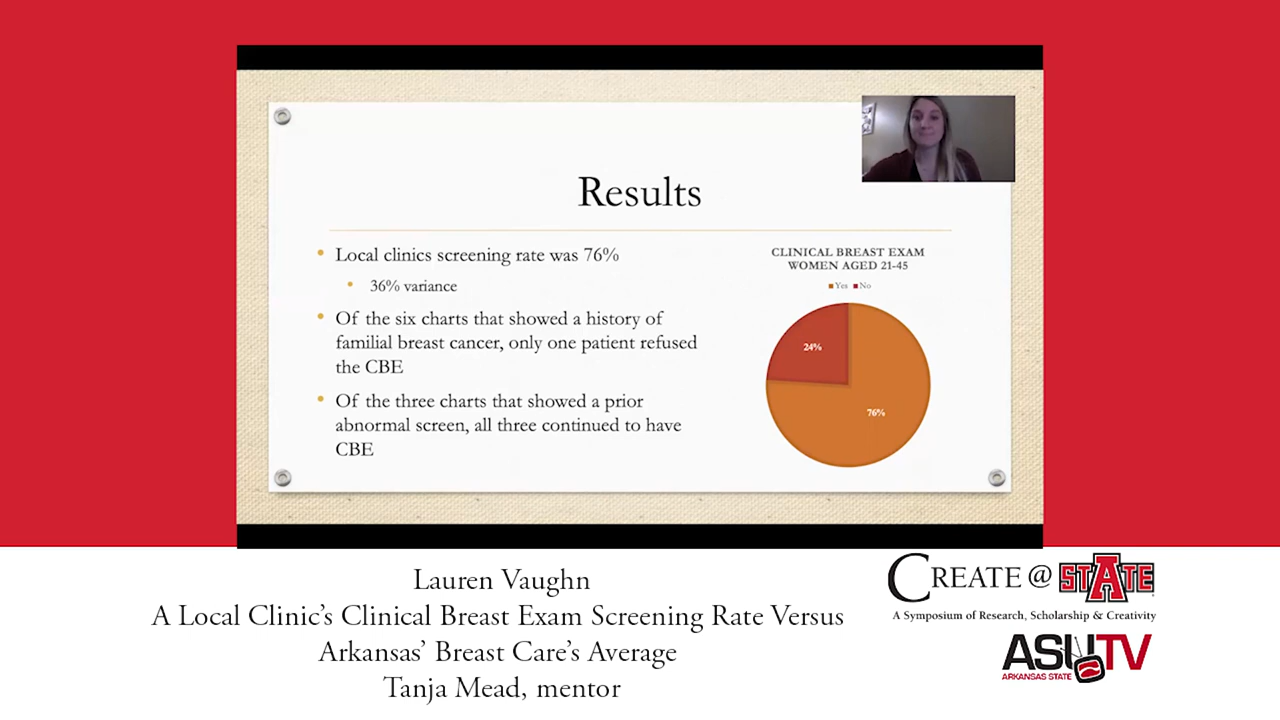 Results
Local clinics screening rate was 76%
36% variance
Of the six charts that showed a history of
familial breast cancer, only one patient refused
the CBE
Of the three charts that showed a prior
abnormal screen, all three continued to have
CBE
CLINICAL BREAST EXAM
WOMEN AGED 21-45
Yes No
24%
76%
Lauren Vaughn
A Local Clinic’s Clinical Breast Exam Screening Rate Versus
Arkansas’ Breast Care’s Average
Tanja Mead, mentor
CREATE @ STATE
A Symposium of Research, Scholarship & Creativity
ASUTV
ARKANSAS STATE